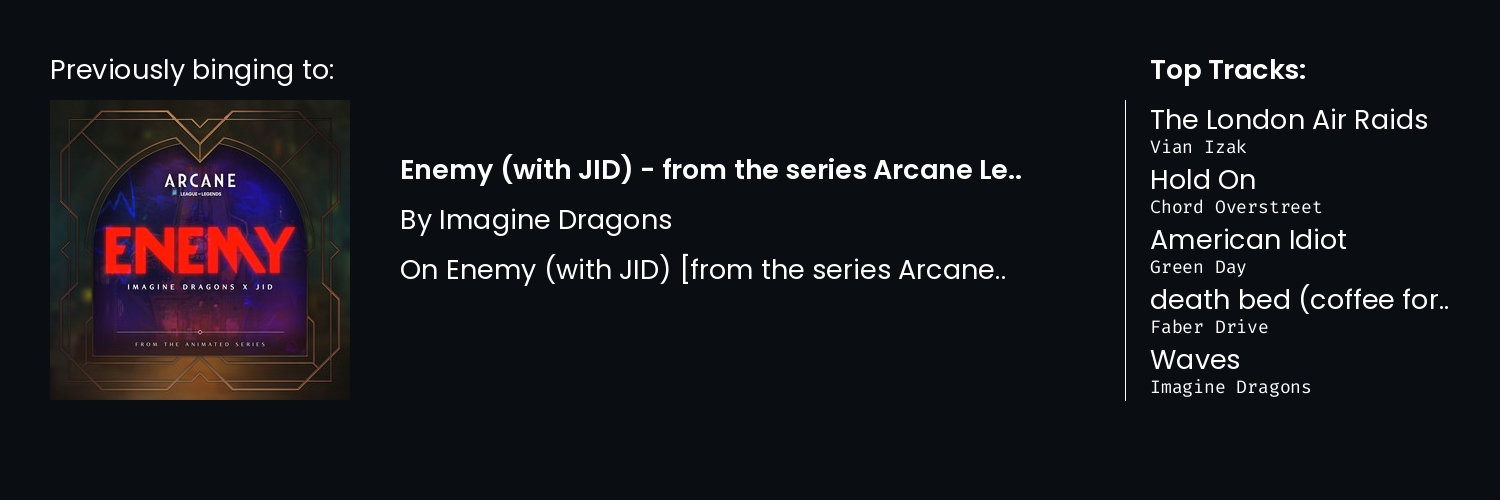 Previously binging to:
ARCANE
LEAGUE OF LEGENDS
ENEMY
IMAGINE DRAGONS X JID
FROM THE ANIMATED SERIES
Enemy (with JID) - from the series Arcane Le..
By Imagine Dragons
On Enemy (with JID) [from the series Arcane..
Top Tracks:
The London Air Raids
Vian Izak
Hold On
Chord Overstreet
American Idiot
Green Day
death bed (coffee for..
Faber Drive
Waves
Imagine Dragons